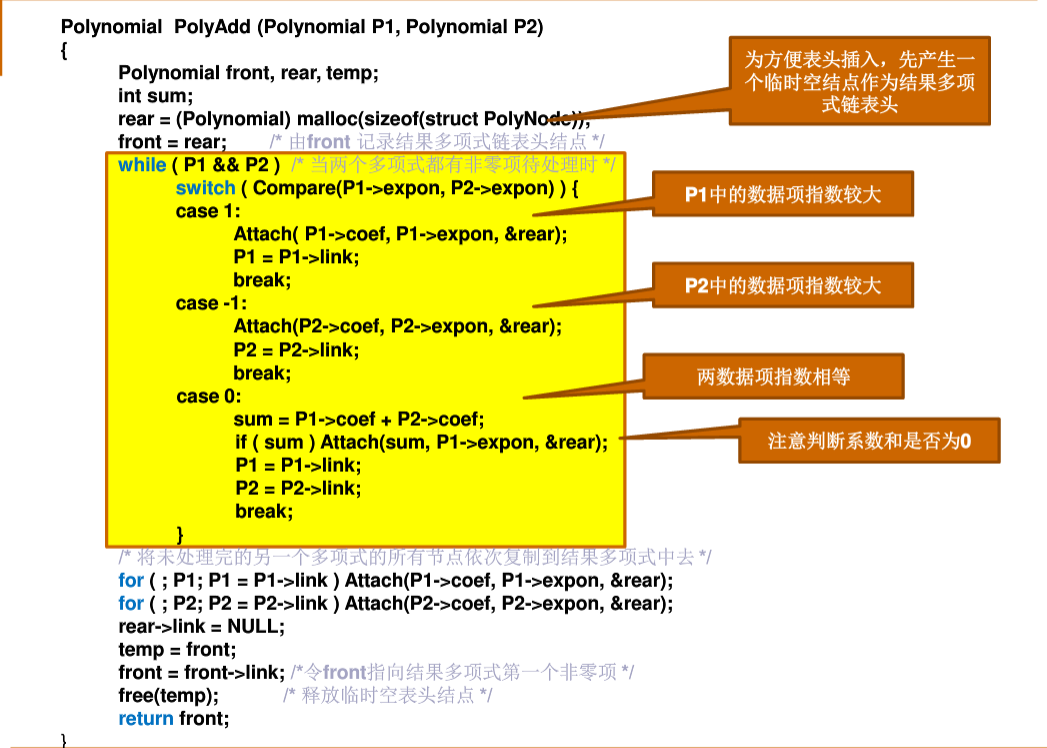 Polynomial PolyAdd (Polynomial P1, Polynomial P2)
{
Polynomial front, rear, temp;
int sum;
rear = (Polynomial) malloc(sizeof(struct PolyNode));
front = rear; /* 由front 记录结果多项式链表头结点 */
while ( P1 && P2 ) /* 当两个多项式都有非零项待处理时 */
switch ( Compare(P1->expon, P2->expon) ) {
case 1:
Attach( P1->coef, P1->expon, &rear);
P1 = P1->link;
break;
case -1:
Attach(P2->coef, P2->expon, &rear);
P2 = P2->link;
break;
case 0:
sum = P1->coef + P2->coef;
if ( sum ) Attach(sum, P1->expon, &rear);
P1 = P1->link;
P2 = P2->link;
break;
}
/* 将未处理完的另一个多项式的所有节点依次复制到结果多项式中去 */
for ( ; P1; P1 = P1->link ) Attach(P1->coef, P1->expon, &rear);
for ( ; P2; P2 = P2->link ) Attach(P2->coef, P2->expon, &rear);
rear->link = NULL;
temp = front;
front = front->link; /*令front指向结果多项式第一个非零项 */
free(temp); /* 释放临时空表头结点 */
return front;
}
为方便表头插入，先产生一
个临时空结点作为结果多项
式链表头
P1中的数据项指数较大
P2中的数据项指数较大
两数据项指数相等
注意判断系数和是否为0